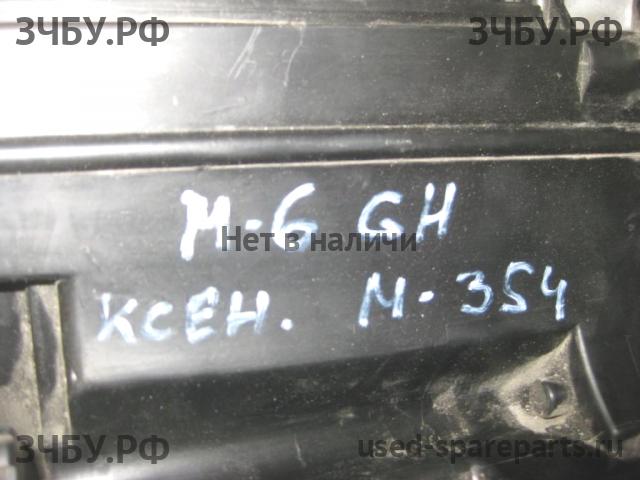 ЗЧБУ.РФ ЗЧБУ.РФ
М-6 GH
Нет в наличи
КСЕН. М-354
ЗЧБУ.РФ used-spareparts.ru